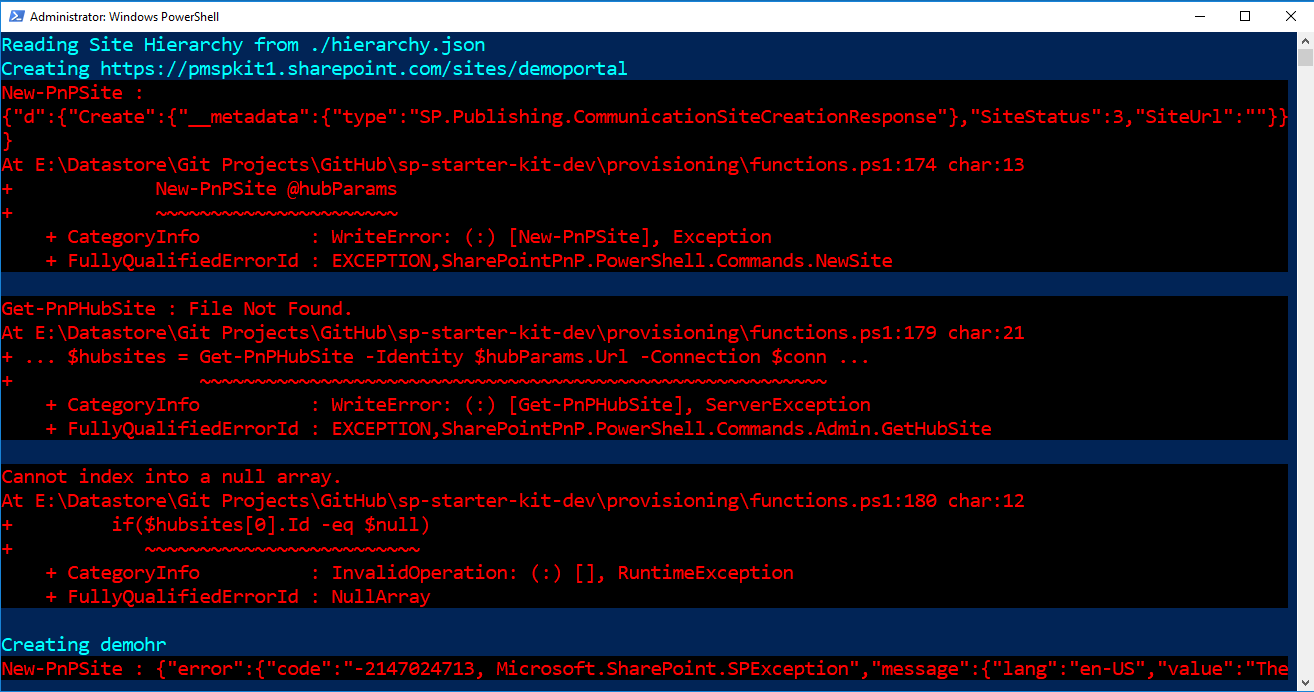 Administrator: Windows PowerShell
Reading Site Hierarchy from ./hierarchy.json
Creating https://pmspkit1.sharepoint.com/sites/demoportal
New-PnPSite :
{"d":{"Create":{"__metadata":{"type":"SP.Publishing.CommunicationSiteCreationResponse"},"SiteStatus":3,"SiteUrl":""}}
}
At E:\Datastore\Git Projects\GitHub\sp-starter-kit-dev\provisioning\functions.ps1:174 char:13
+             New-PnPSite @hubParams
+             ~~~~~~~~~~~~~~~~~~~~~~
    + CategoryInfo          : WriteError: (:) [New-PnPSite], Exception
    + FullyQualifiedErrorId : EXCEPTION,SharePointPnP.PowerShell.Commands.NewSite
Get-PnPHubSite : File Not Found.
At E:\Datastore\Git Projects\GitHub\sp-starter-kit-dev\provisioning\functions.ps1:179 char:21
+ ... $hubsites = Get-PnPHubSite -Identity $hubParams.Url -Connection $conn ...
+                 ~~~~~~~~~~~~~~~~~~~~~~~~~~~~~~~~~~~~~~~~~~~~~~~~~~~~~~~~~
    + CategoryInfo          : WriteError: (:) [Get-PnPHubSite], ServerException
    + FullyQualifiedErrorId : EXCEPTION,SharePointPnP.PowerShell.Commands.Admin.GetHubSite
Cannot index into a null array.
At E:\Datastore\Git Projects\GitHub\sp-starter-kit-dev\provisioning\functions.ps1:180 char:12
+         if($hubsites[0].Id -eq $null)
+            ~~~~~~~~~~~~~~~~~~~~~~~~~
    + CategoryInfo          : InvalidOperation: (:) [], RuntimeException
    + FullyQualifiedErrorId : NullArray
Creating demohr
New-PnPSite : {"error":{"code":"-2147024713, Microsoft.SharePoint.SPException","message":{"lang":"en-US","value":"The